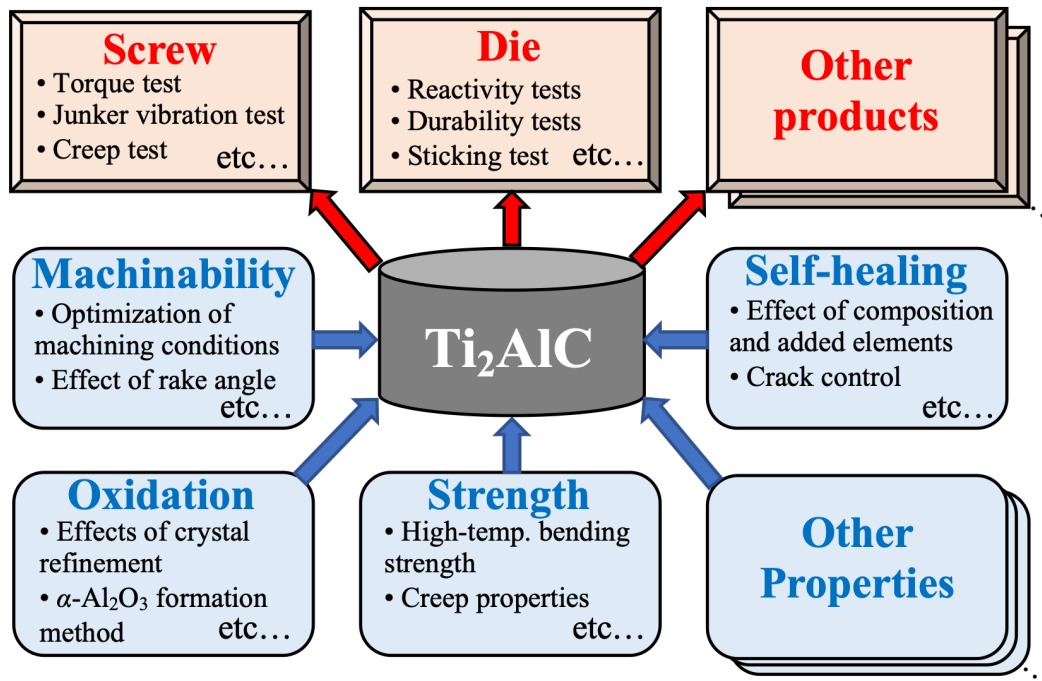 Screw
• Torque test
• Junker vibration test
• Creep test
etc…
Die
• Reactivity tests
• Durability tests
• Sticking test
etc…
Other
products
Machinability
• Optimization of
machining conditions
• Effect of rake angle
etc…
Ti₂AlC
Self-healing
• Effect of composition
and added elements
• Crack control
etc…
Oxidation
• Effects of crystal
refinement
• α-Al₂O₃ formation
method
etc…
Strength
• High-temp. bending
strength
• Creep properties
etc…
Other
Properties